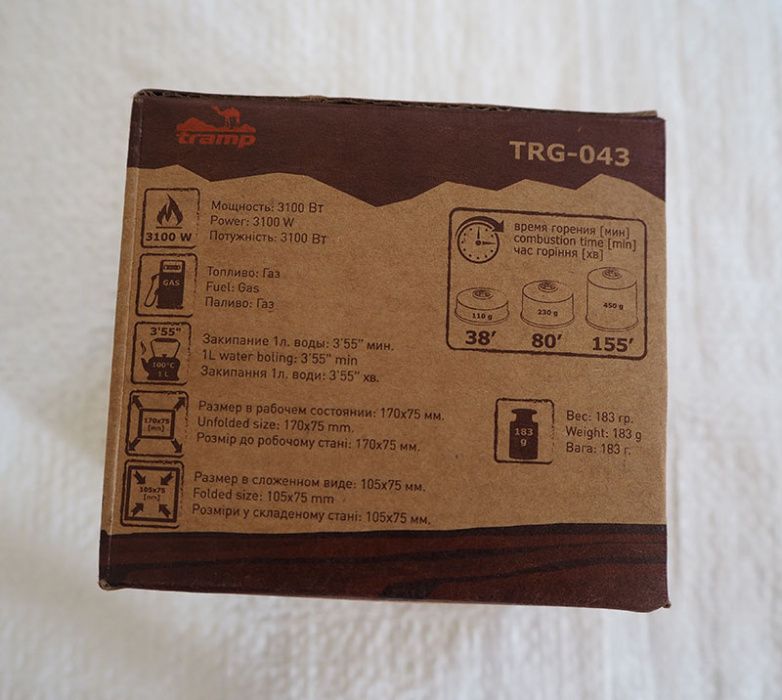 tramp
TRG-043
3100 W
Мощность: 3100 Вт
Power: 3100 W
Потужність: 3100 Вт
GAS
Топливо: Газ
Fuel: Gas
Паливо: Газ
3'55"
100°C
1 L
Закипание 1л. воды: 3'55" мин.
1L water boling: 3'55" min
Закипання 1л. води: 3'55" хв.
170x75
[mm]
Размер в рабочем состоянии: 170x75 мм.
Unfolded size: 170x75 mm.
Розмір до робочому стані: 170x75 мм.
105x75
[mm]
Размер в сложенном виде: 105x75 мм.
Folded size: 105x75 mm
Розміри у складеному стані: 105x75 мм.
время горения [мин]
combustion time [min]
час горіння [хв]
110 g
230 g
450 g
38′
80′
155′
183
g
Вес: 183 гр.
Weight: 183 g
Вага: 183 г.